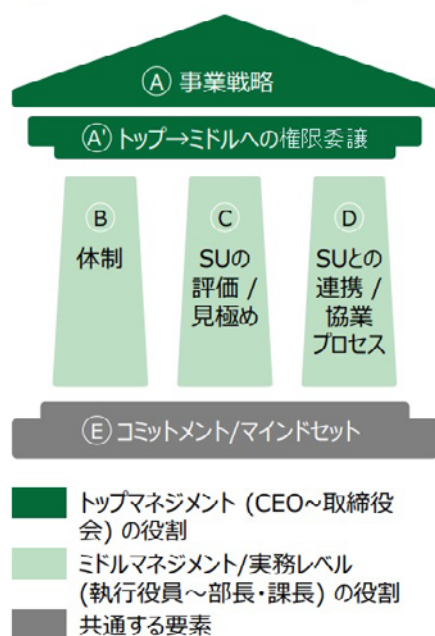 A 事業戦略
A' トップ→ミドルへの権限委譲
B
体制
C
SUの
評価 /
見極め
D
SUとの
連携 /
協業
プロセス
E コミットメント/マインドセット
トップマネジメント (CEO~取締役
会) の役割
ミドルマネジメント/実務レベル
(執行役員~部長・課長) の役割
共通する要素